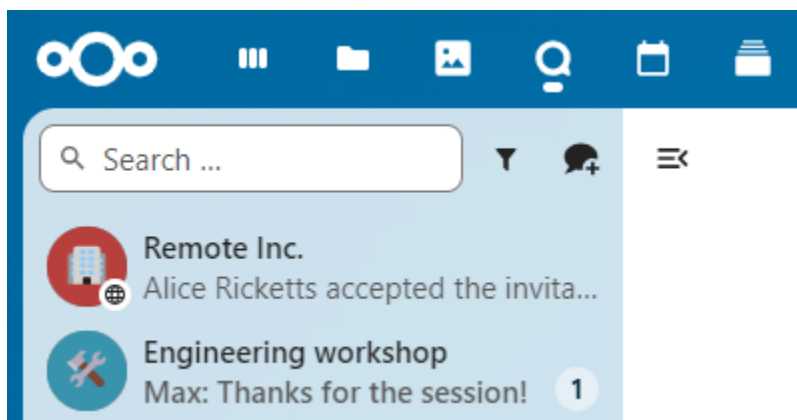 Search ...
Remote Inc.
Alice Ricketts accepted the invita...
Engineering workshop
Max: Thanks for the session!
1